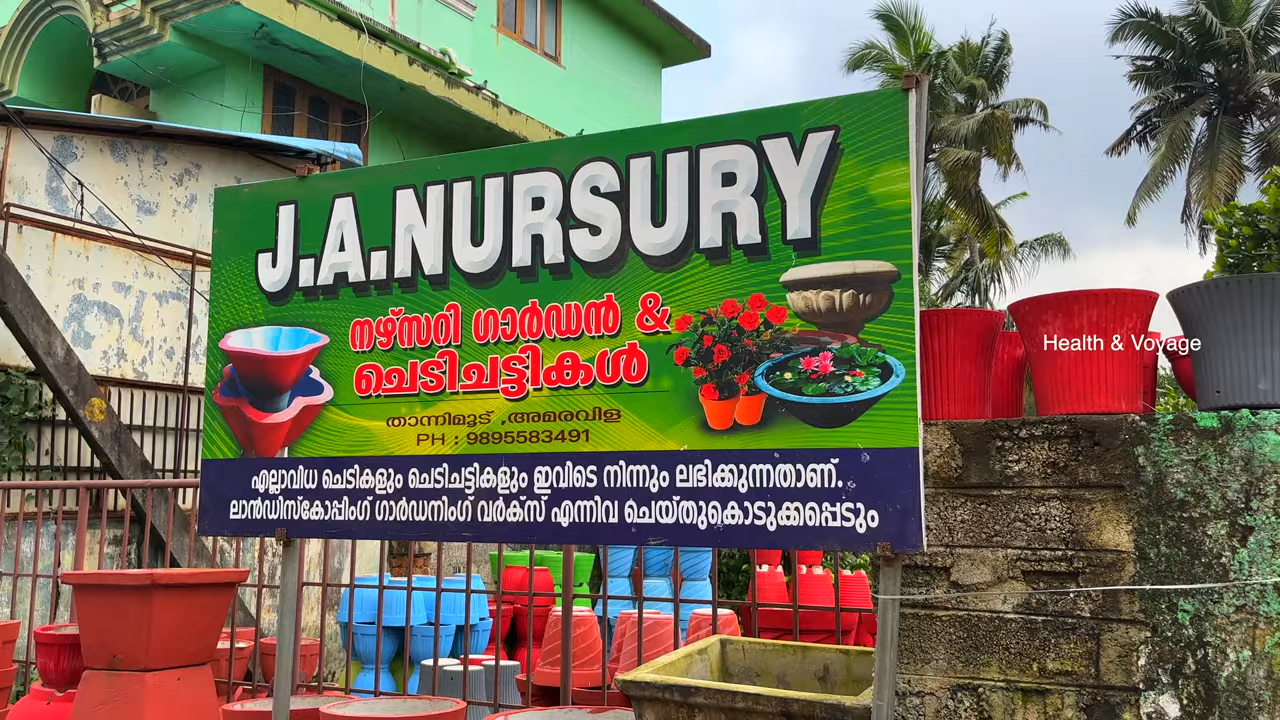 J.A.NURSURY
നഴ്സറി ഗാർഡൻ &
ചെടിചട്ടികൾ
താന്നിമൂട് ,അമരവിള
PH : 9895583491
എല്ലാവിധ ചെടികളും ചെടിചട്ടികളും ഇവിടെ നിന്നും ലഭിക്കുന്നതാണ്.
ലാൻഡിസ്കോപ്പിംഗ് ഗാർഡനിംഗ് വർക്സ് എന്നിവ ചെയ്തുകൊടുക്കപ്പെടും
Health & Voyage